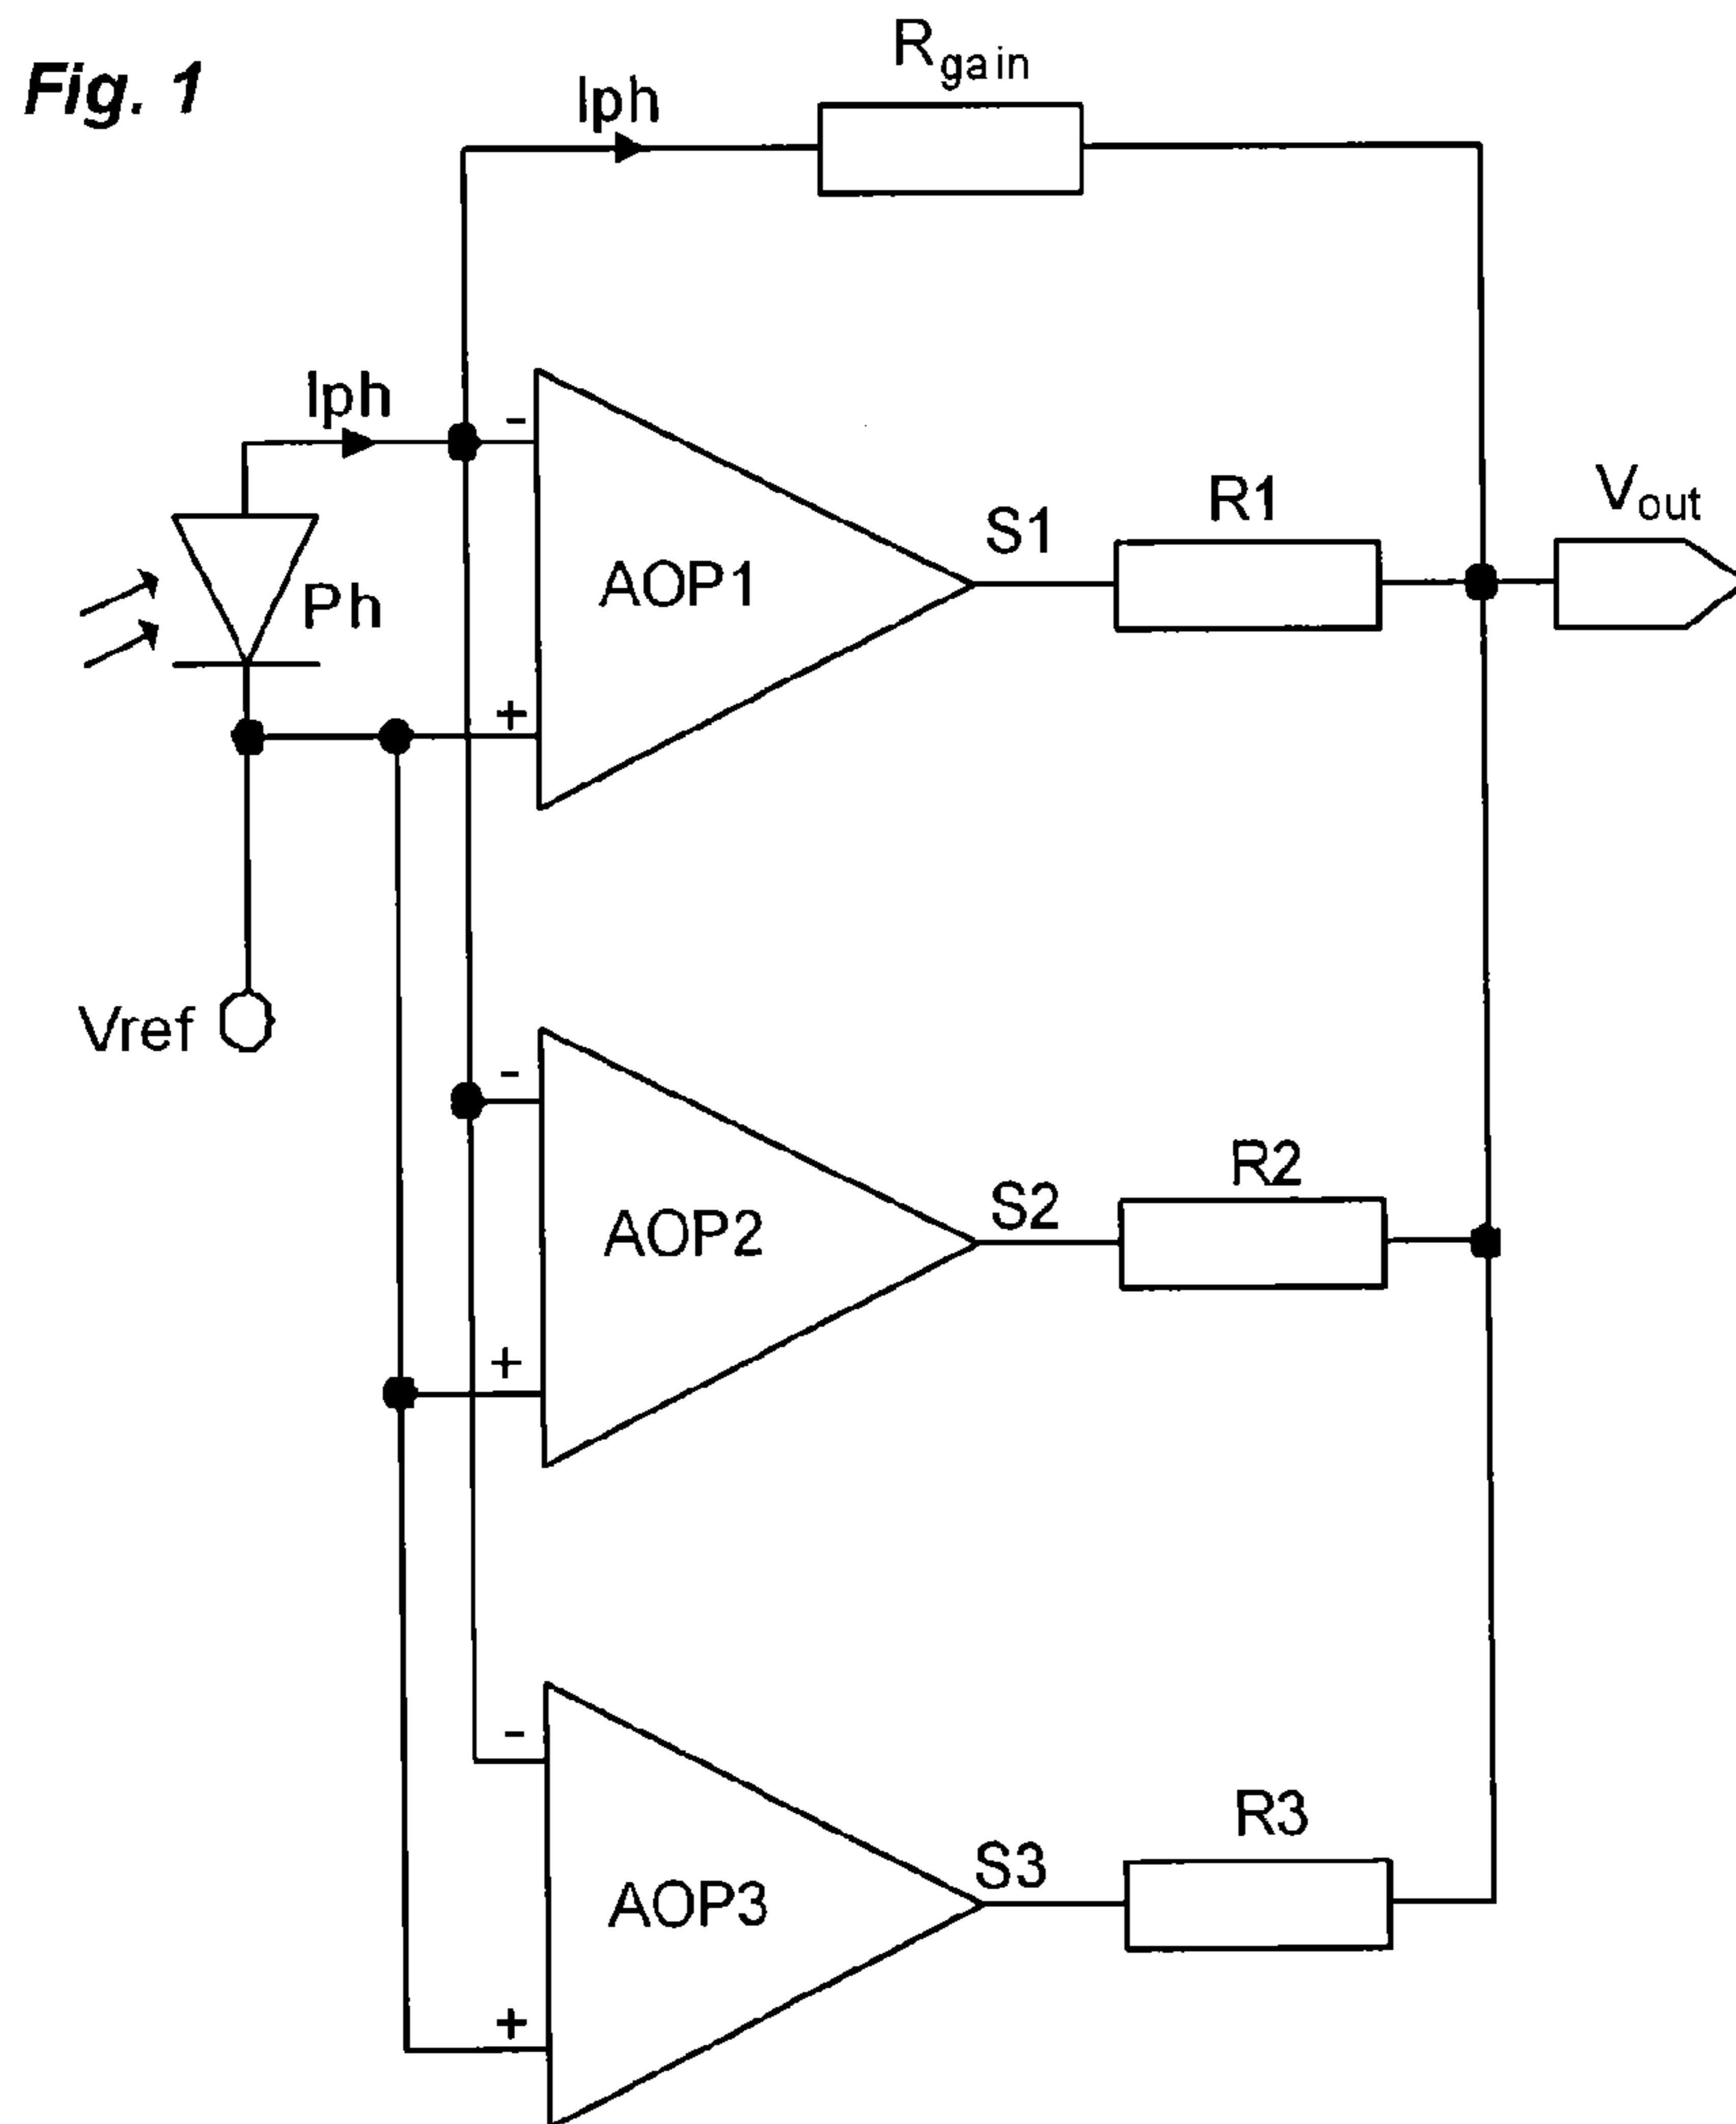 Fig. 1
Rgain
Iph
Iph
-
AOP1
S1
R1
Vout
Ph
+
Vref
-
AOP2
S2
R2
+
-
AOP3
S3
R3
+